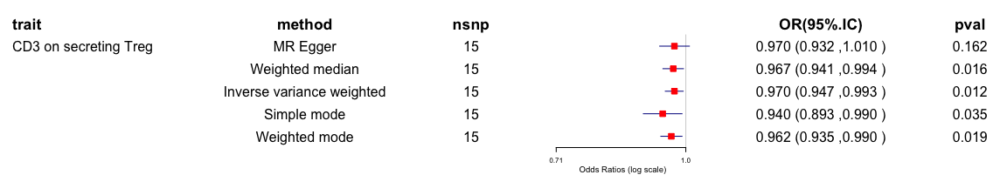 trait method nsnp OR(95%.IC) pval
CD3 on secreting Treg MR Egger 15 0.970 (0.932 ,1.010 ) 0.162
Weighted median 15 0.967 (0.941 ,0.994 ) 0.016
Inverse variance weighted 15 0.970 (0.947 ,0.993 ) 0.012
Simple mode 15 0.940 (0.893 ,0.990 ) 0.035
Weighted mode 15 0.962 (0.935 ,0.990 ) 0.019
0.71 1.0
Odds Ratios (log scale)